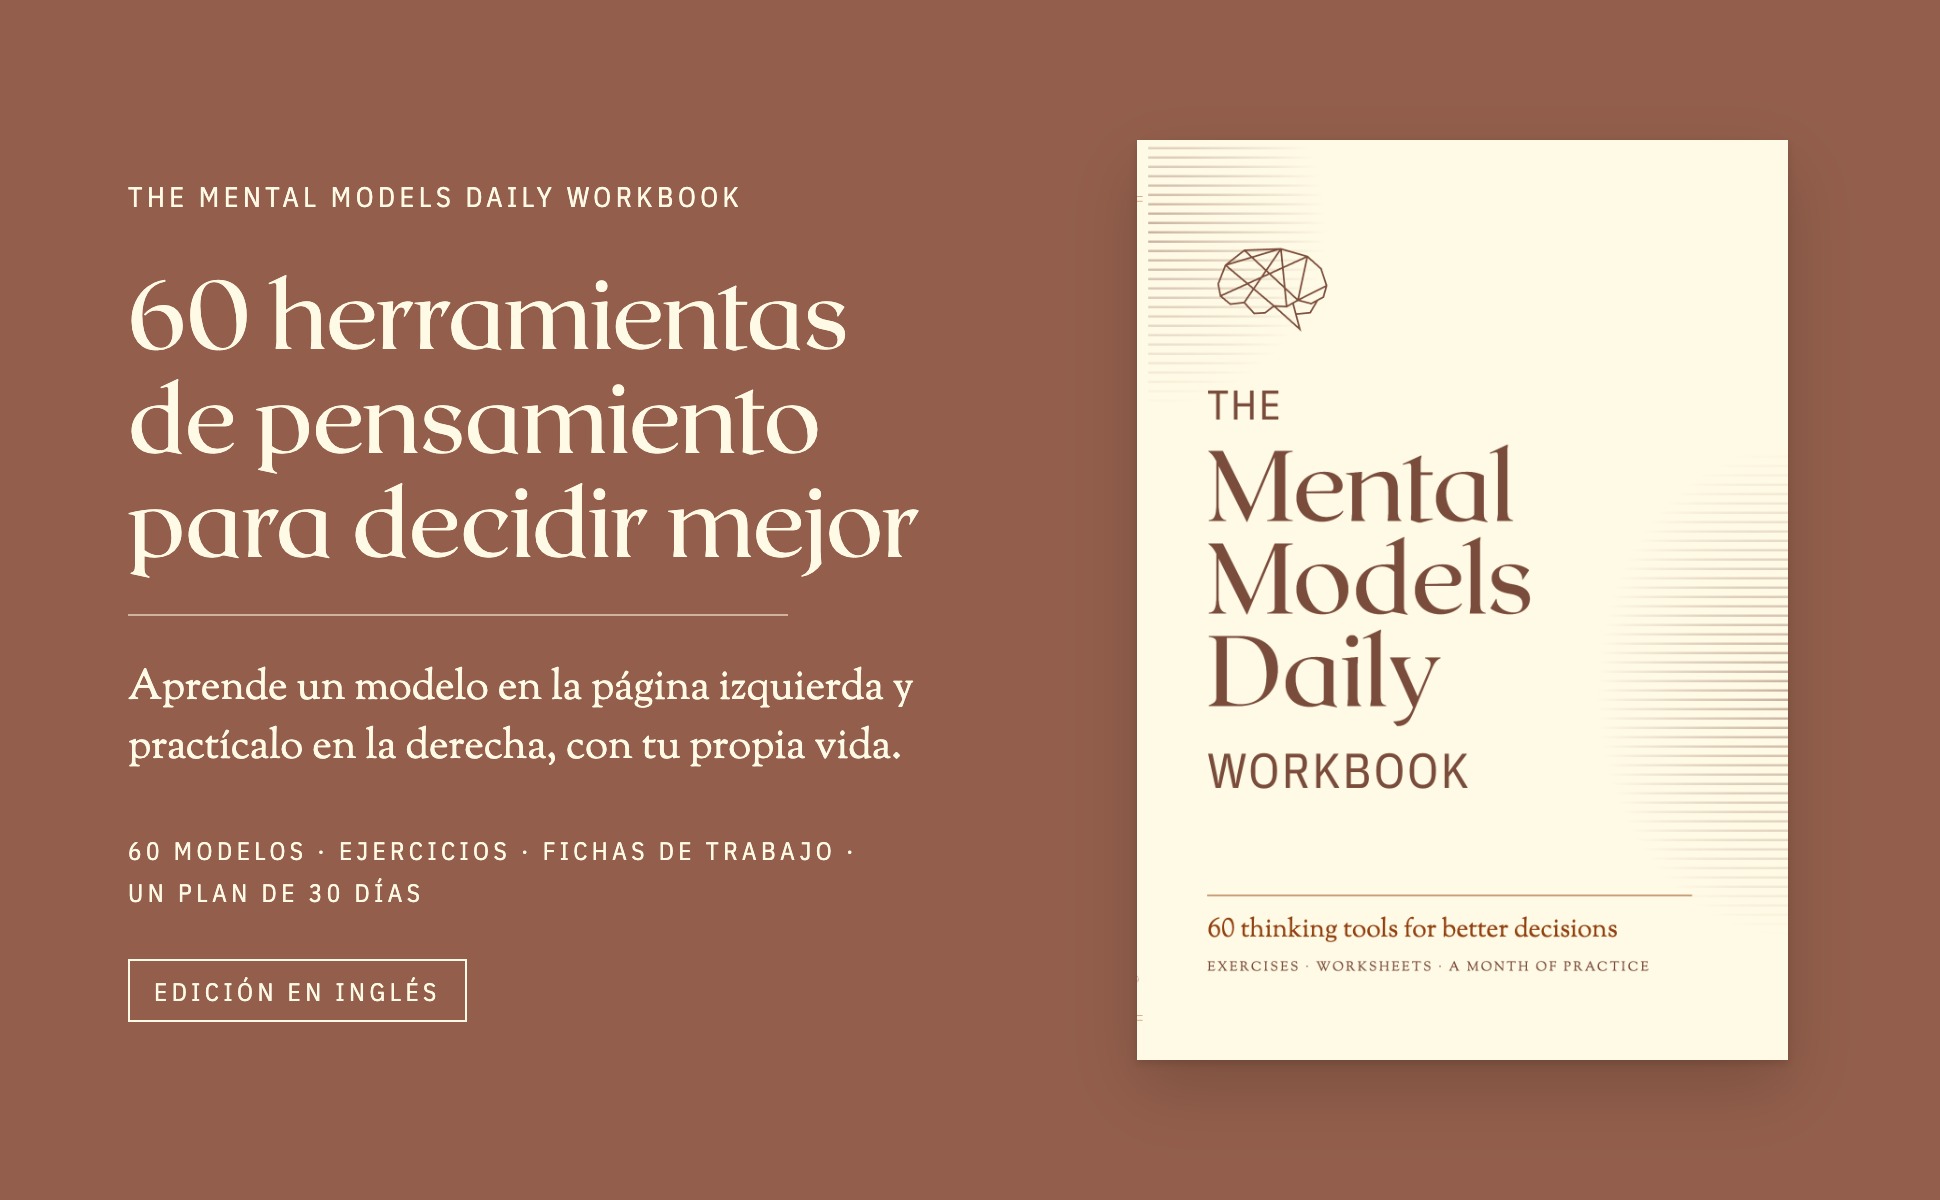 THE MENTAL MODELS DAILY WORKBOOK
60 herramientas
de pensamiento
para decidir mejor
Aprende un modelo en la página izquierda y
practícalo en la derecha, con tu propia vida.
60 MODELOS · EJERCICIOS · FICHAS DE TRABAJO ·
UN PLAN DE 30 DÍAS
EDICIÓN EN INGLÉS
THE
Mental
Models
Daily
WORKBOOK
60 thinking tools for better decisions
EXERCISES · WORKSHEETS · A MONTH OF PRACTICE